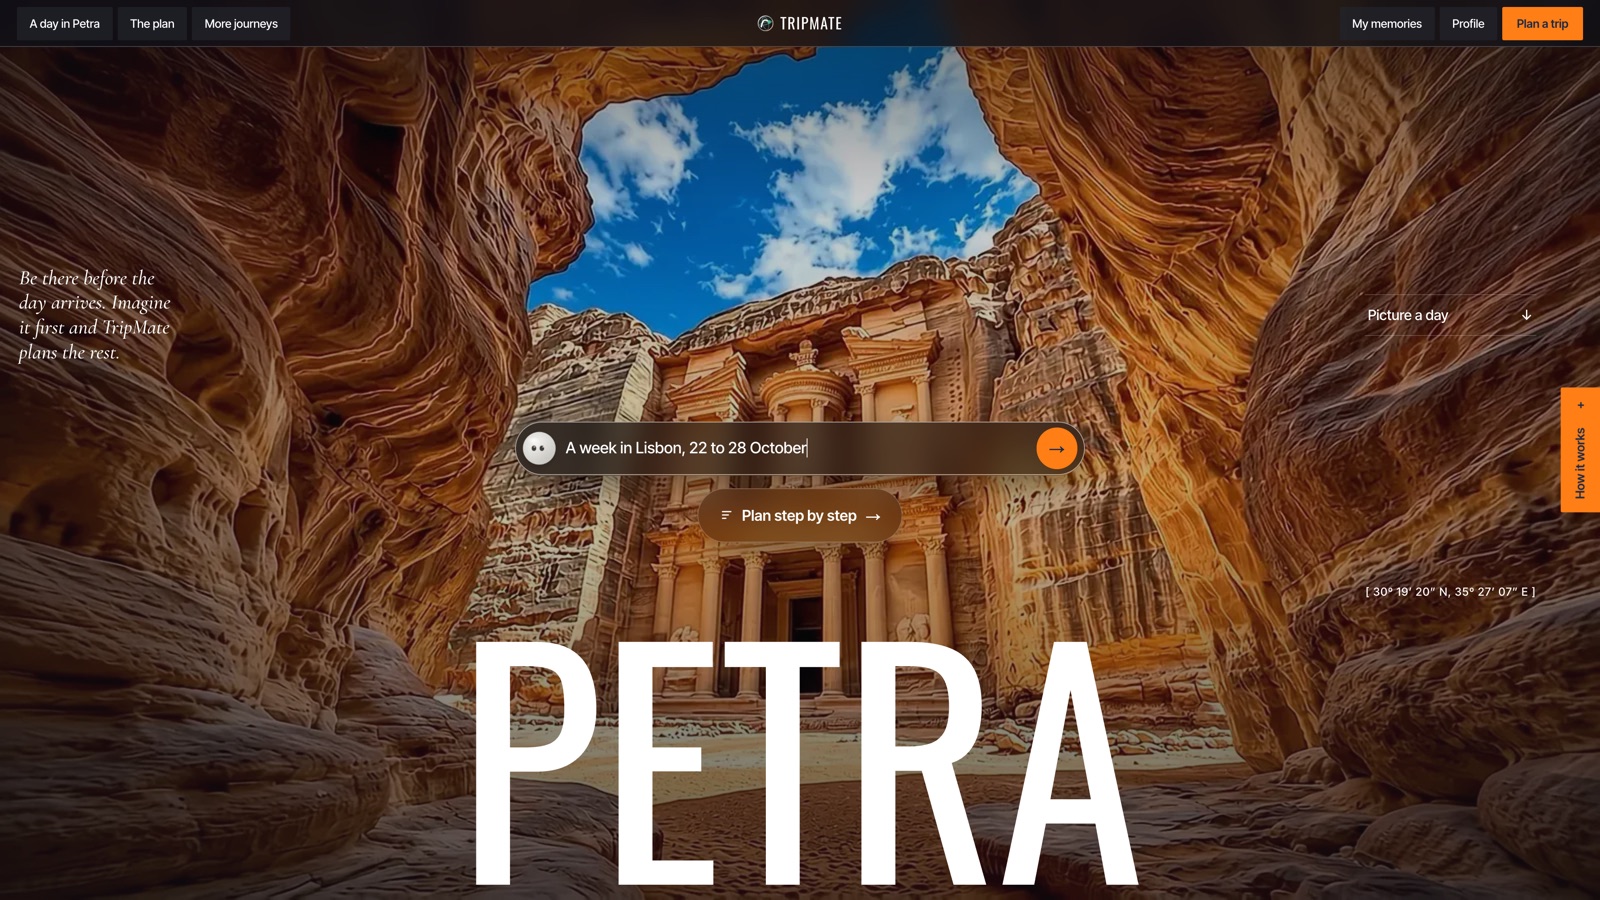 A day in Petra
The plan
More journeys
TRIPMATE
My memories
Profile
Plan a trip
Be there before the
day arrives. Imagine
it first and TripMate
plans the rest.
Picture a day ↓
A week in Lisbon, 22 to 28 October
→
Plan step by step →
How it works +
[ 30º 19’ 20” N, 35º 27’ 07” E ]
PETRA